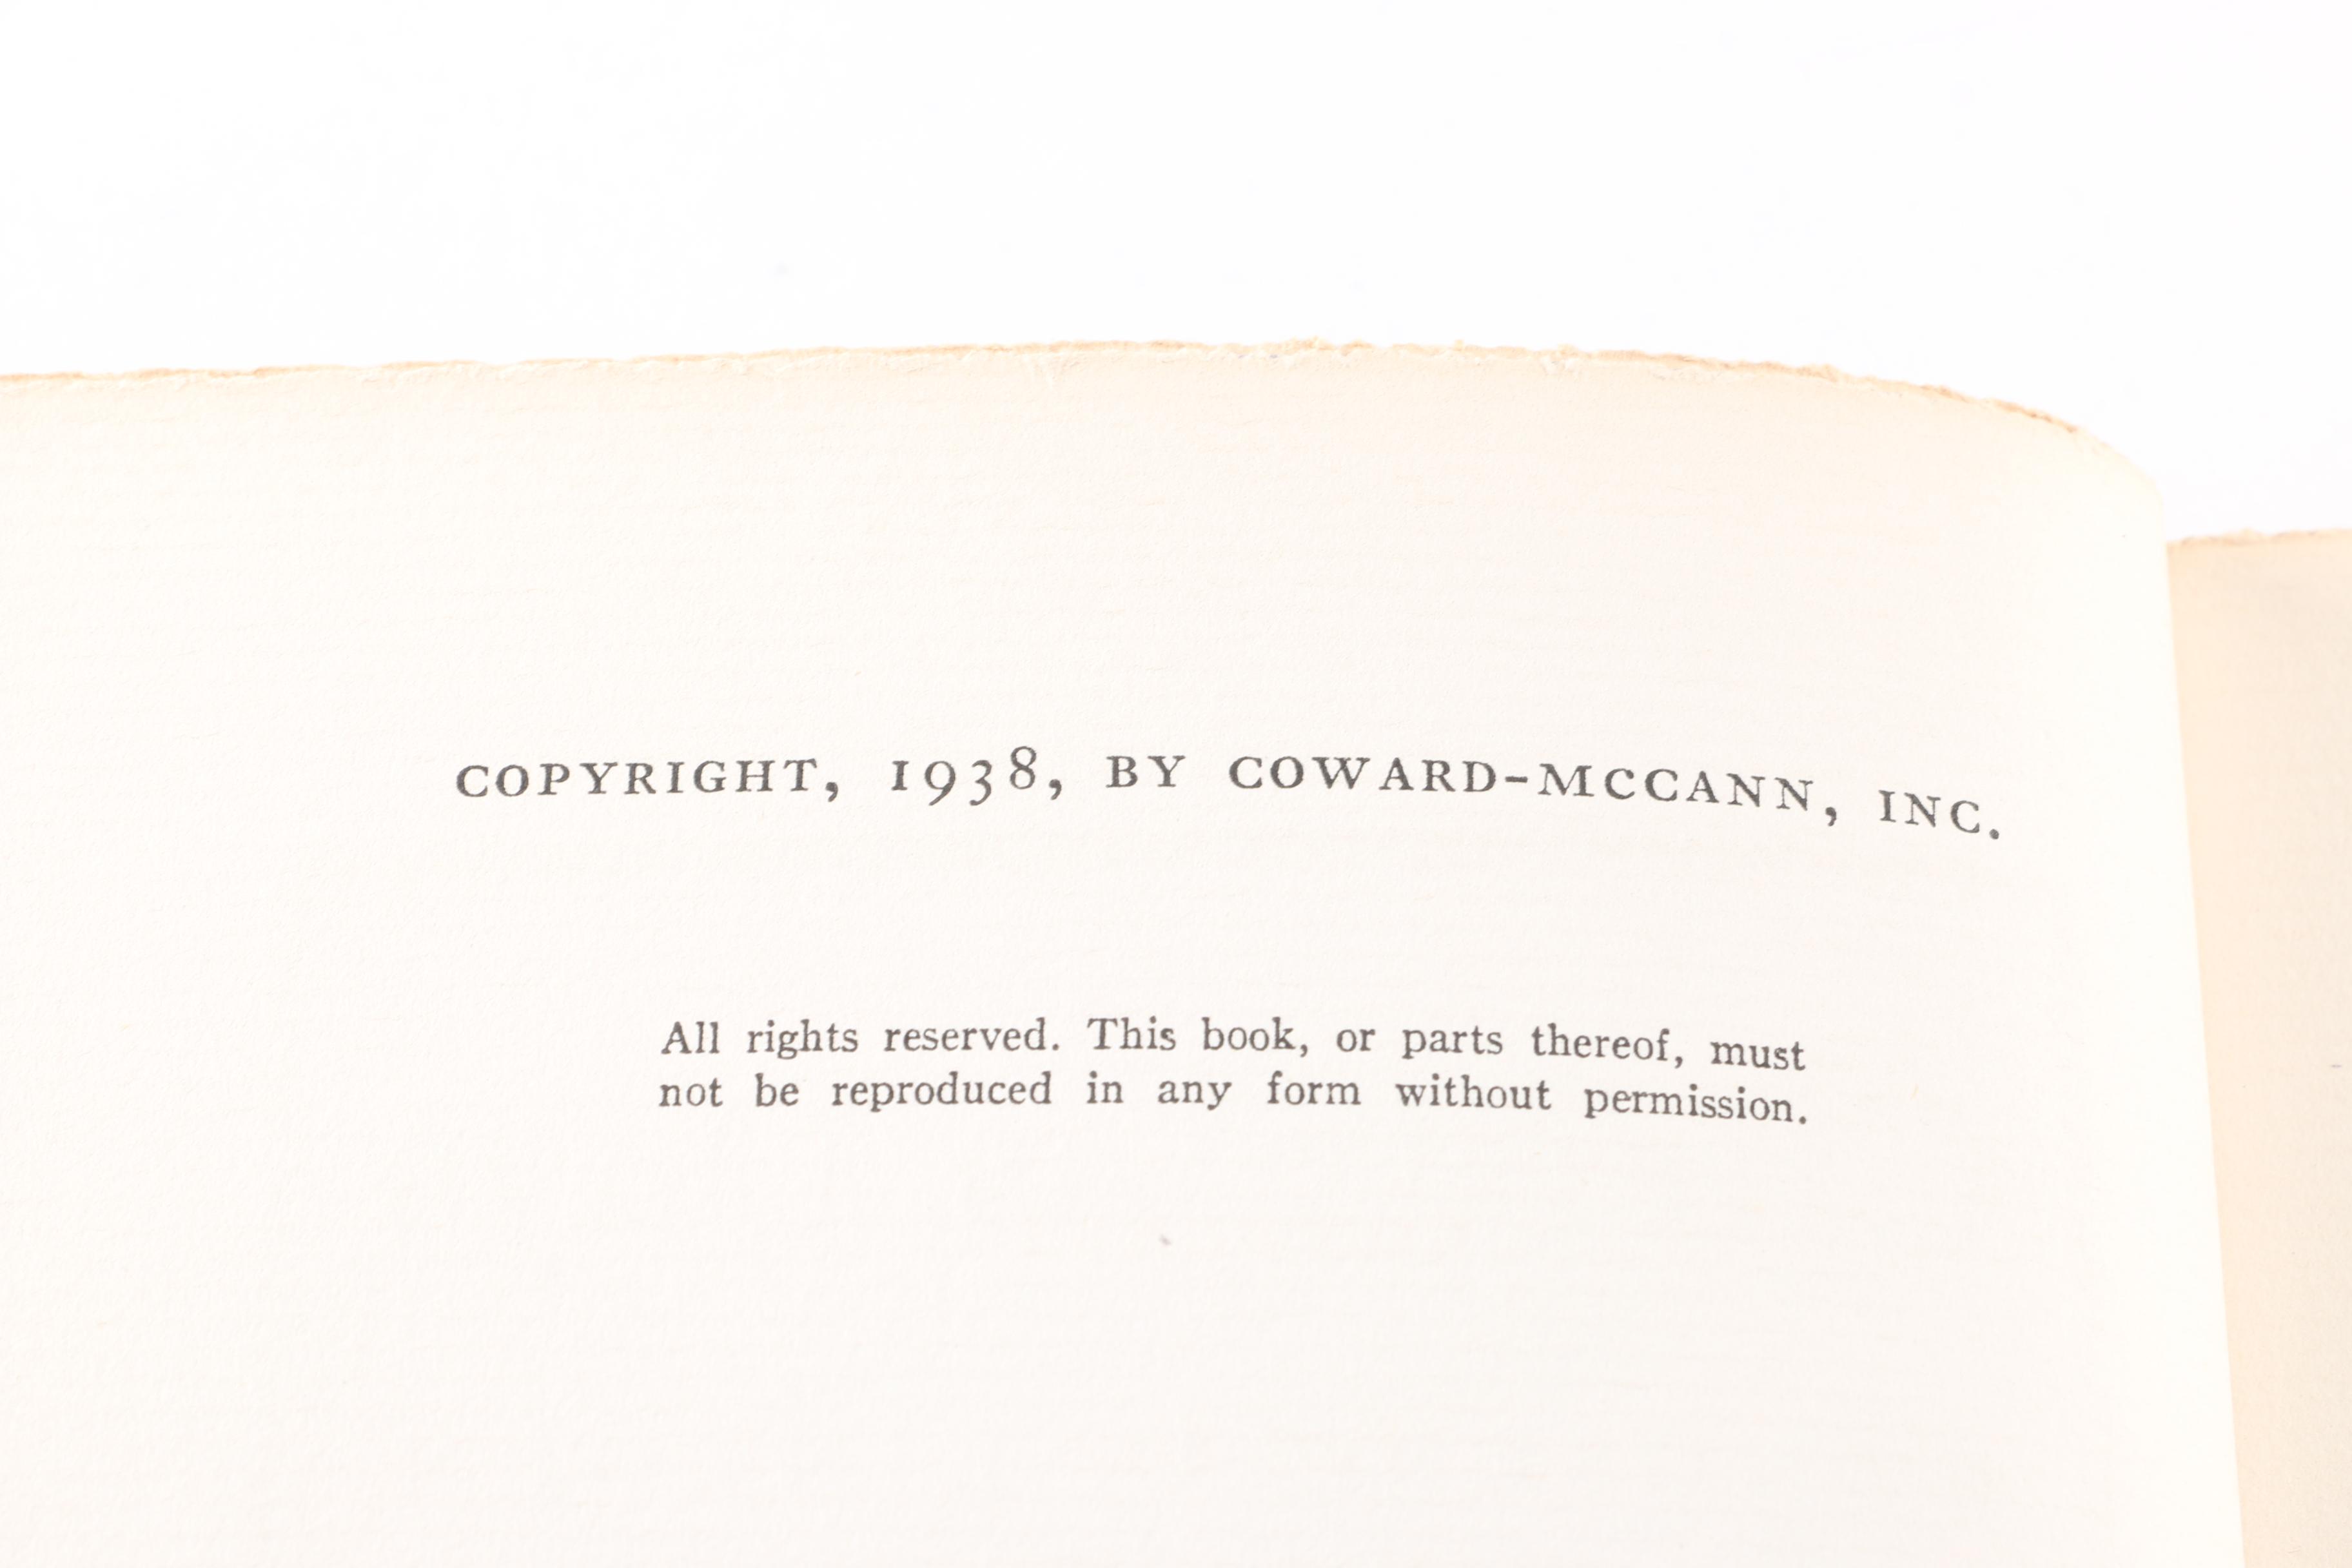 COPYRIGHT, 1938, BY COWARD-MCCANN, INC.
All rights reserved. This book, or parts thereof, must
not be reproduced in any form without permission.